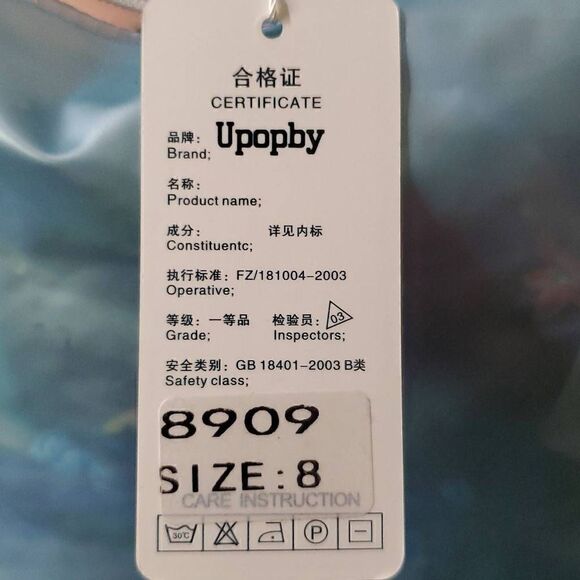 合格证
CERTIFICATE
品牌: Upopby
Brand;
名称:
Product name;
成分: 详见内标
Constituentc;
执行标准: FZ/181004-2003
Operative;
等级: 一等品 检验员: 03
Grade; Inspectors;
安全类别: GB 18401-2003 B类
Safety class;
8909
SIZE:8
CARE INSTRUCTION
30°C P